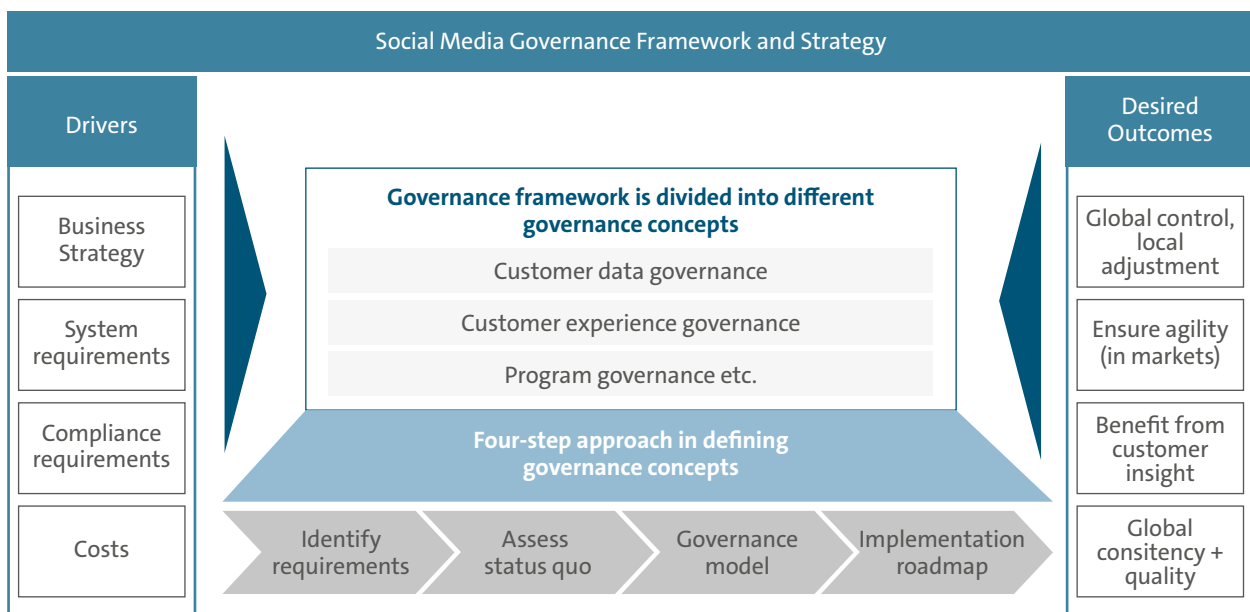 Social Media Governance Framework and Strategy
Drivers
Business
Strategy
System
requirements
Compliance
requirements
Costs
Governance framework is divided into different
governance concepts
Customer data governance
Customer experience governance
Program governance etc.
Four-step approach in defining
governance concepts
Identify
requirements
Assess
status quo
Governance
model
Implementation
roadmap
Desired
Outcomes
Global control,
local
adjustment
Ensure agility
(in markets)
Benefit from
customer
insight
Global
consitency +
quality